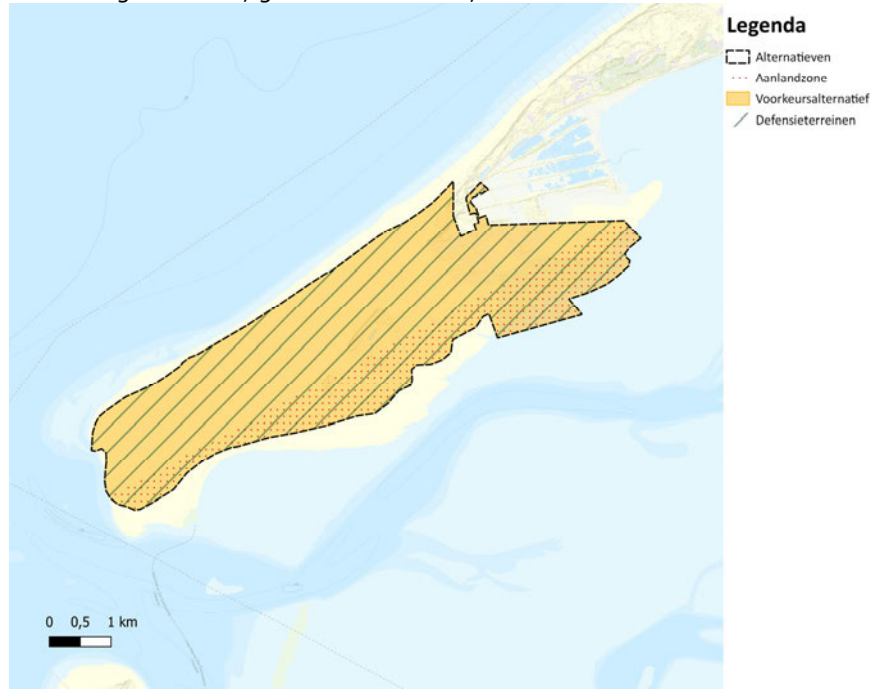 Legenda
Alternatieven
Aanlandzone
Voorkeursalternatief
Defensieterreinen
0 0,5 1 km